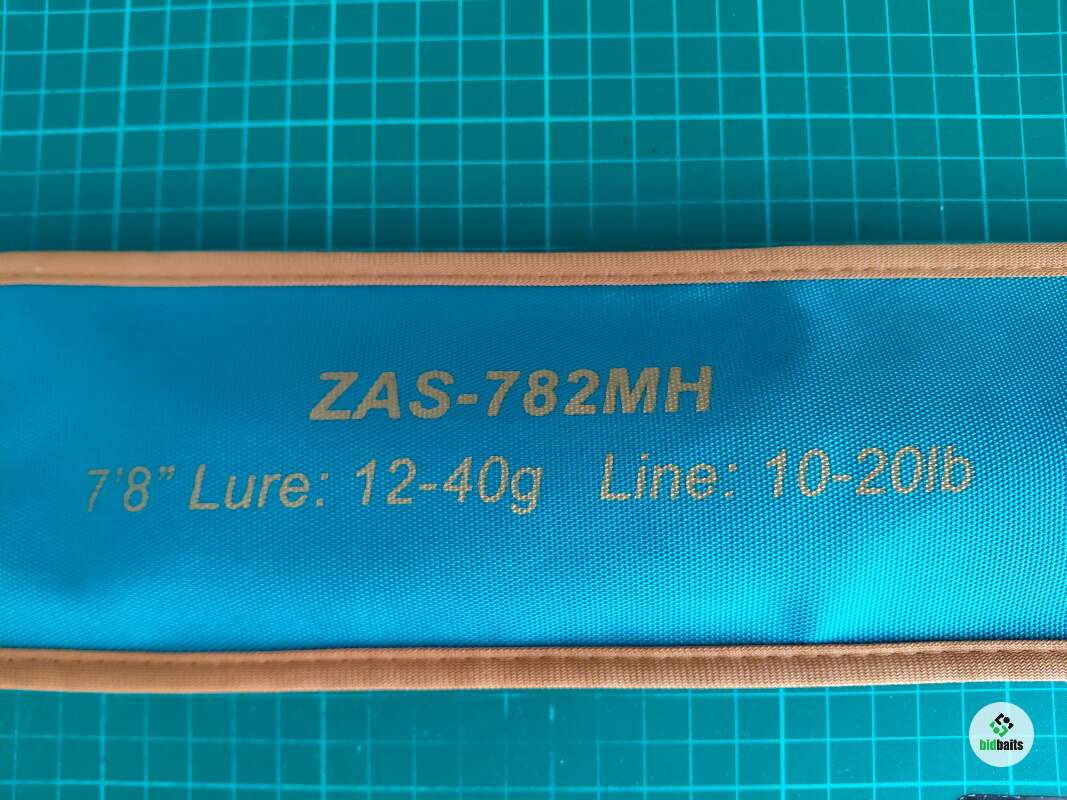 ZAS-782MH
7'8” Lure: 12-40g Line: 10-20lb
bidbaits